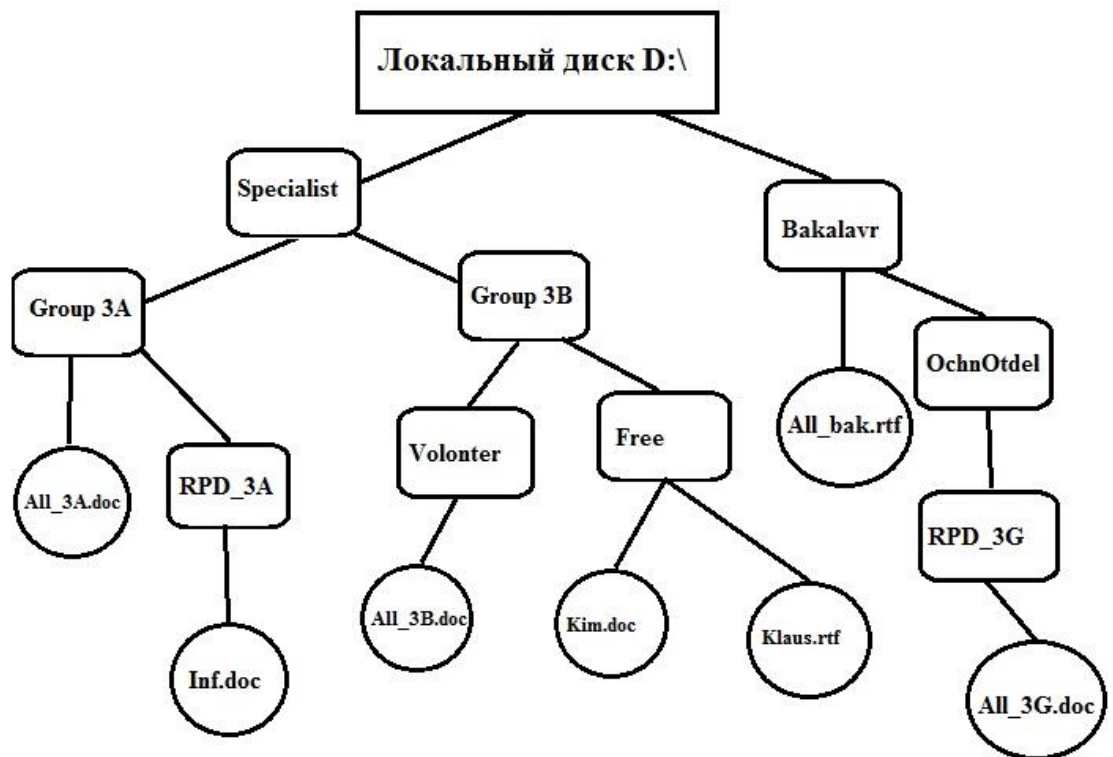 Локальный диск D:\
Specialist
Bakalavr
Group 3A
Group 3B
OchnOtdel
All_bak.rtf
Volonter
Free
All_3A.doc
RPD_3A
RPD_3G
All_3B.doc
Kim.doc
Klaus.rtf
Inf.doc
All_3G.doc